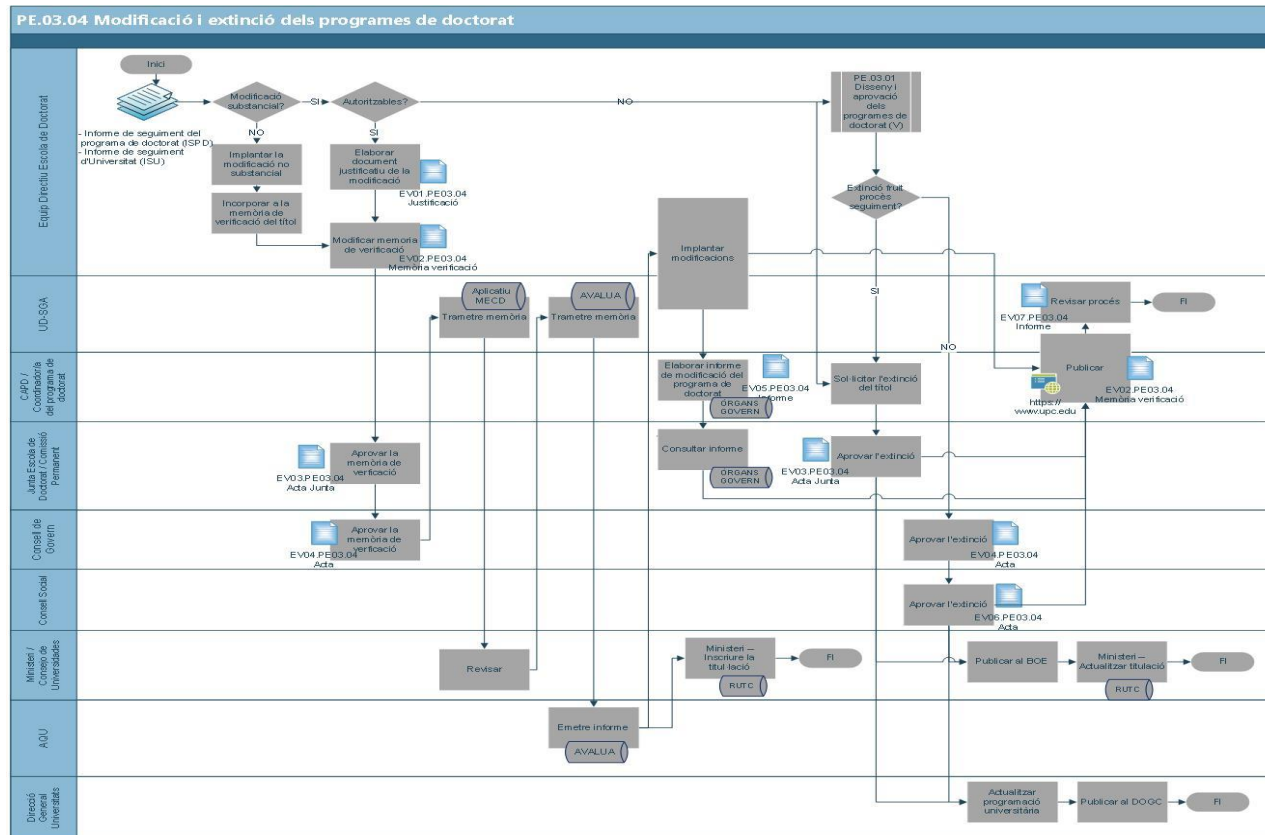 PE.03.04 Modificació i extinció dels programes de doctorat
Equip Directiu Escola de Doctorat
Inici
- Informe de seguiment del
programa de doctorat (ISPD)
- Informe de seguiment
d'Universitat (ISU)
Modificació
substancial?
SI
NO
Autoritzables?
NO
SI
Implantar la
modificació no
substancial
Incorporar a la
memòria de
verificació del títol
Elaborar
document
justificatiu de la
modificació
EV01.PE03.04
Justificació
Modificar memoria
de verificació
EV02.PE03.04
Memòria verificació
Implantar
modificacions
PE.03.01
Disseny i
aprovació
dels
programes de
doctorat (V)
Extinció fruit
procès
seguiment?
SI
NO
UD-SGA
Aplicatiu
MECD
Trametre memòria
AVALUA
Trametre memòria
Revisar procés
EV07.PE03.04
Informe
FI
CAPD /
Coordinador/a
del programa de
doctorat
Elaborar informe
de modificació del
programa de
doctorat
EV05.PE03.04
Informe
ÒRGANS
GOVERN
Sol·licitar l'extinció
del títol
Publicar
https://
www.upc.edu
EV02.PE03.04
Memòria verificació
Junta Escola de
Doctorat / Comissió
Permanent
Aprovar la
memòria de
verficació
EV03.PE03.04
Acta Junta
Consultar informe
ÒRGANS
GOVERN
Aprovar l'extinció
EV03.PE03.04
Acta Junta
Consell de
Govern
Aprovar la
memòria de
verficació
EV04.PE03.04
Acta
Aprovar l'extinció
EV04.PE03.04
Acta
Consell Social
Aprovar l'extinció
EV06.PE03.04
Acta
Ministeri /
Consejo de
Universidades
Revisar
Ministeri –
Inscriure la
titul·lació
RUTC
FI
Publicar al BOE
Ministeri –
Actualitzar titulació
RUTC
FI
AQU
Emetre informe
AVALUA
Direcció
General
Universitats
Actualitzar
programació
universitària
Publicar al DOGC
FI